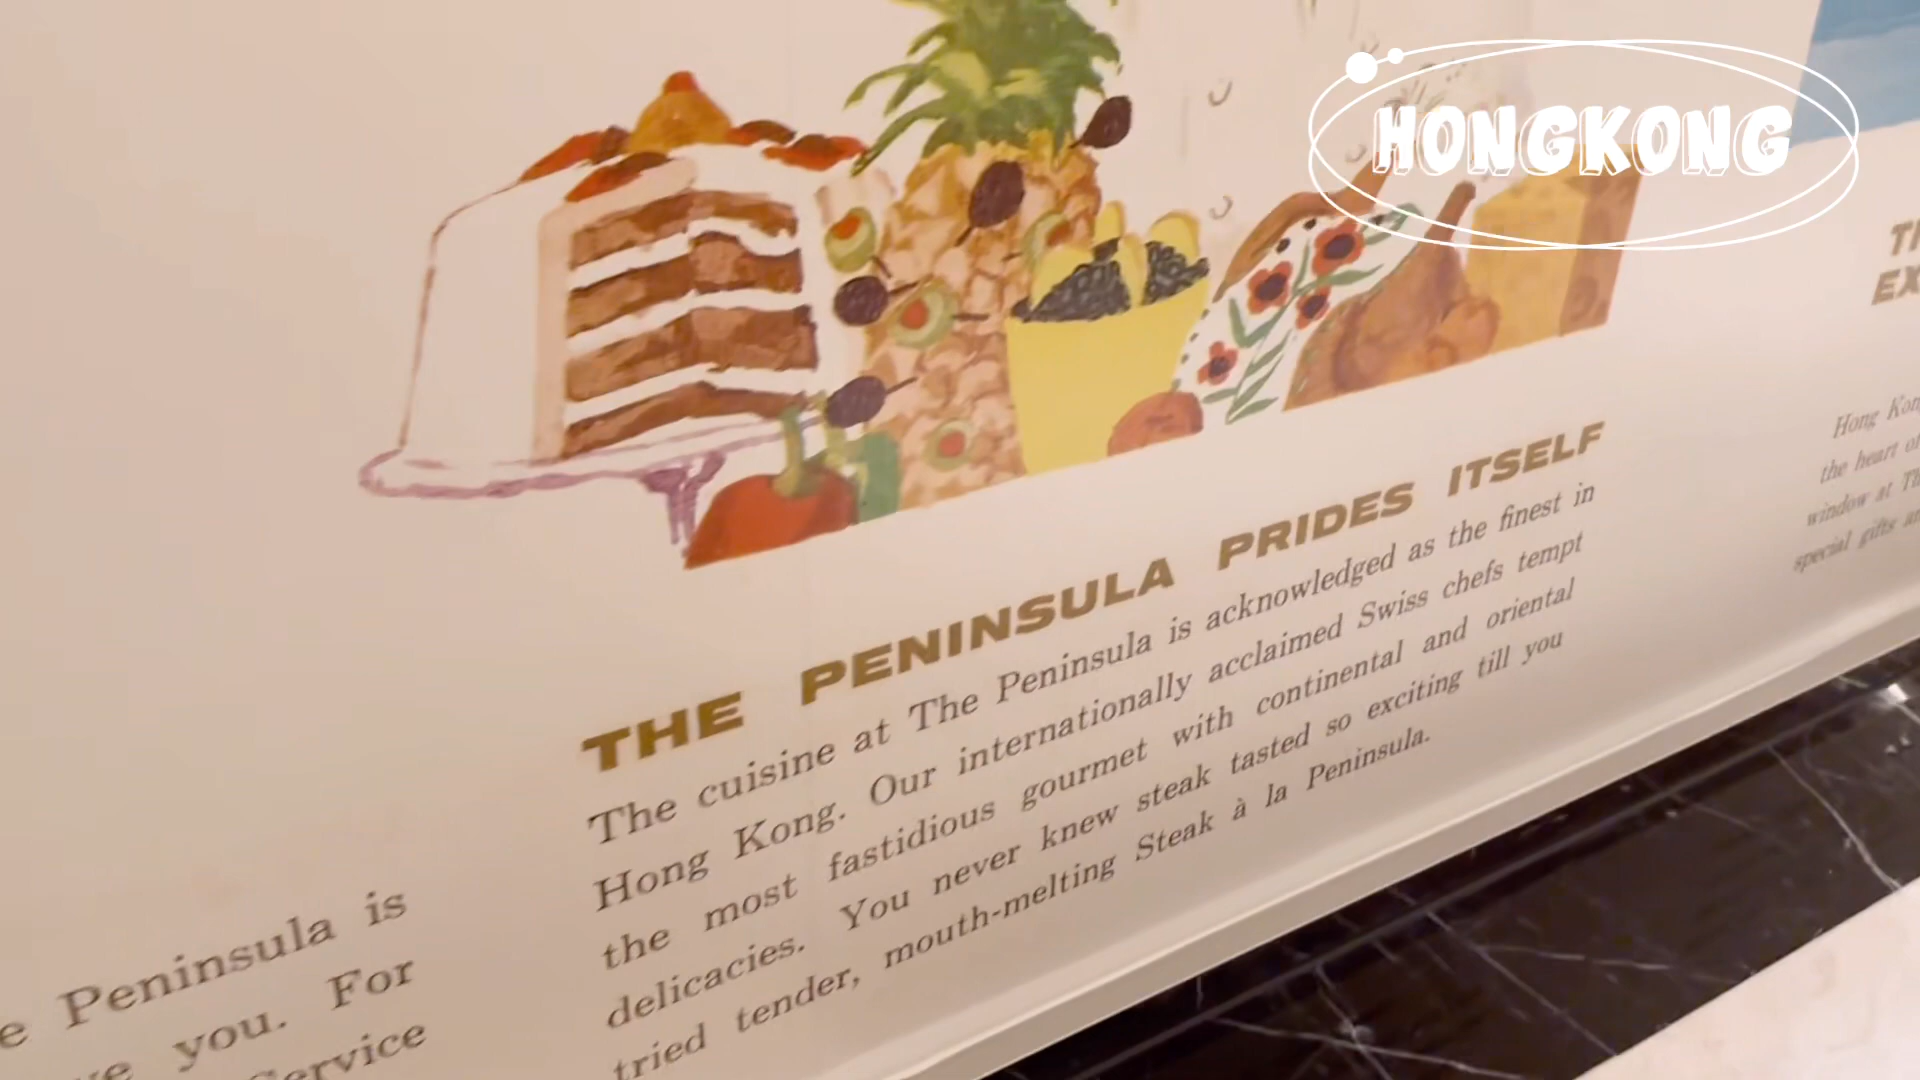 HONGKONG
THE PENINSULA PRIDES ITSELF
The cuisine at The Peninsula is acknowledged as the finest in
Hong Kong. Our internationally acclaimed Swiss chefs tempt
the most fastidious gourmet with continental and oriental
delicacies. You never knew steak tasted so exciting till you
tried tender, mouth-melting Steak à la Peninsula.
Peninsula is
you. For
Service
Hong
the heart of
window at
special gifts